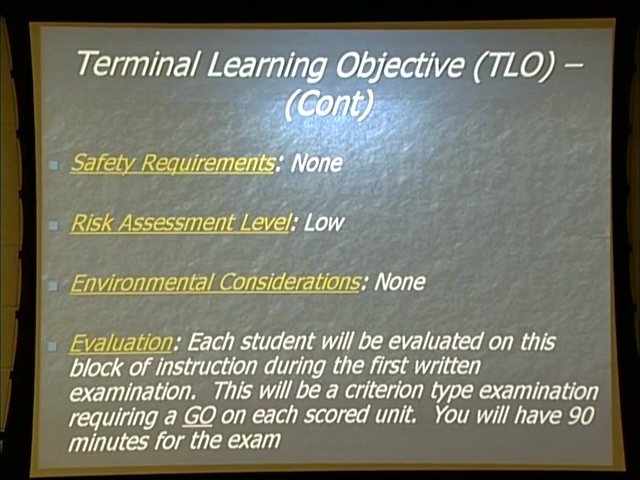 Terminal Learning Objective (TLO) –
(Cont)
Safety Requirements: None
Risk Assessment Level: Low
Environmental Considerations: None
Evaluation: Each student will be evaluated on this
block of instruction during the first written
examination.  This will be a criterion type examination
requiring a GO on each scored unit.  You will have 90
minutes for the exam